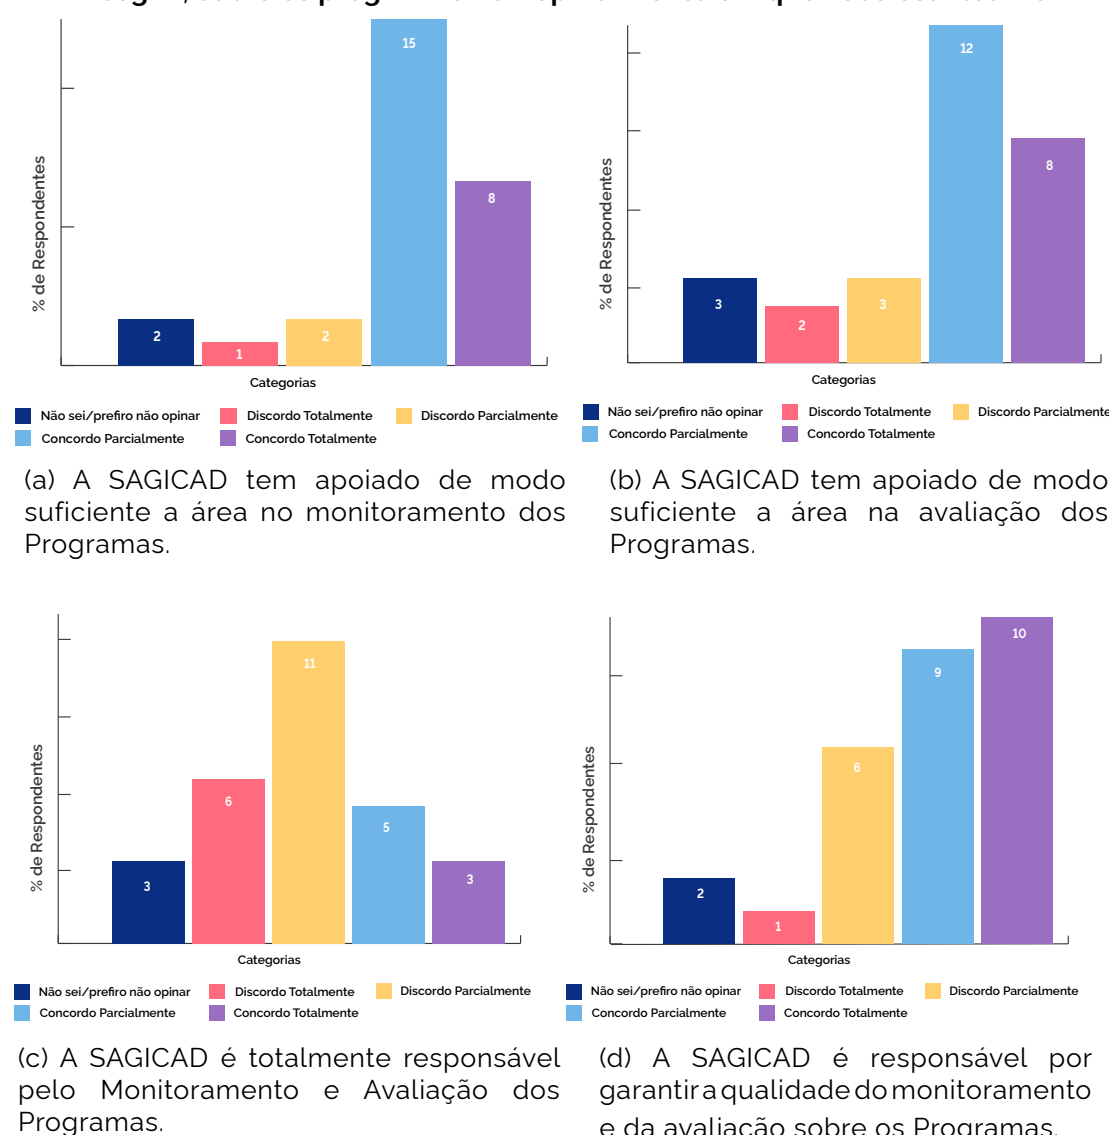 15
8
2
2
1
% de Respondentes
Categorias
Não sei/prefiro não opinar Discordo Totalmente Discordo Parcialmente
Concordo Parcialmente Concordo Totalmente
(a) A SAGICAD tem apoiado de modo
suficiente a área no monitoramento dos
Programas.
12
8
3
3
2
% de Respondentes
Categorias
Não sei/prefiro não opinar Discordo Totalmente Discordo Parcialmente
Concordo Parcialmente Concordo Totalmente
(b) A SAGICAD tem apoiado de modo
suficiente a área na avaliação dos
Programas.
11
6
5
3
3
% de Respondentes
Categorias
Não sei/prefiro não opinar Discordo Totalmente Discordo Parcialmente
Concordo Parcialmente Concordo Totalmente
(c) A SAGICAD é totalmente responsável
pelo Monitoramento e Avaliação dos
Programas.
10
9
6
2
1
% de Respondentes
Categorias
Não sei/prefiro não opinar Discordo Totalmente Discordo Parcialmente
Concordo Parcialmente Concordo Totalmente
(d) A SAGICAD é responsável por
garantir a qualidade do monitoramento
e da avaliação sobre os Programas.